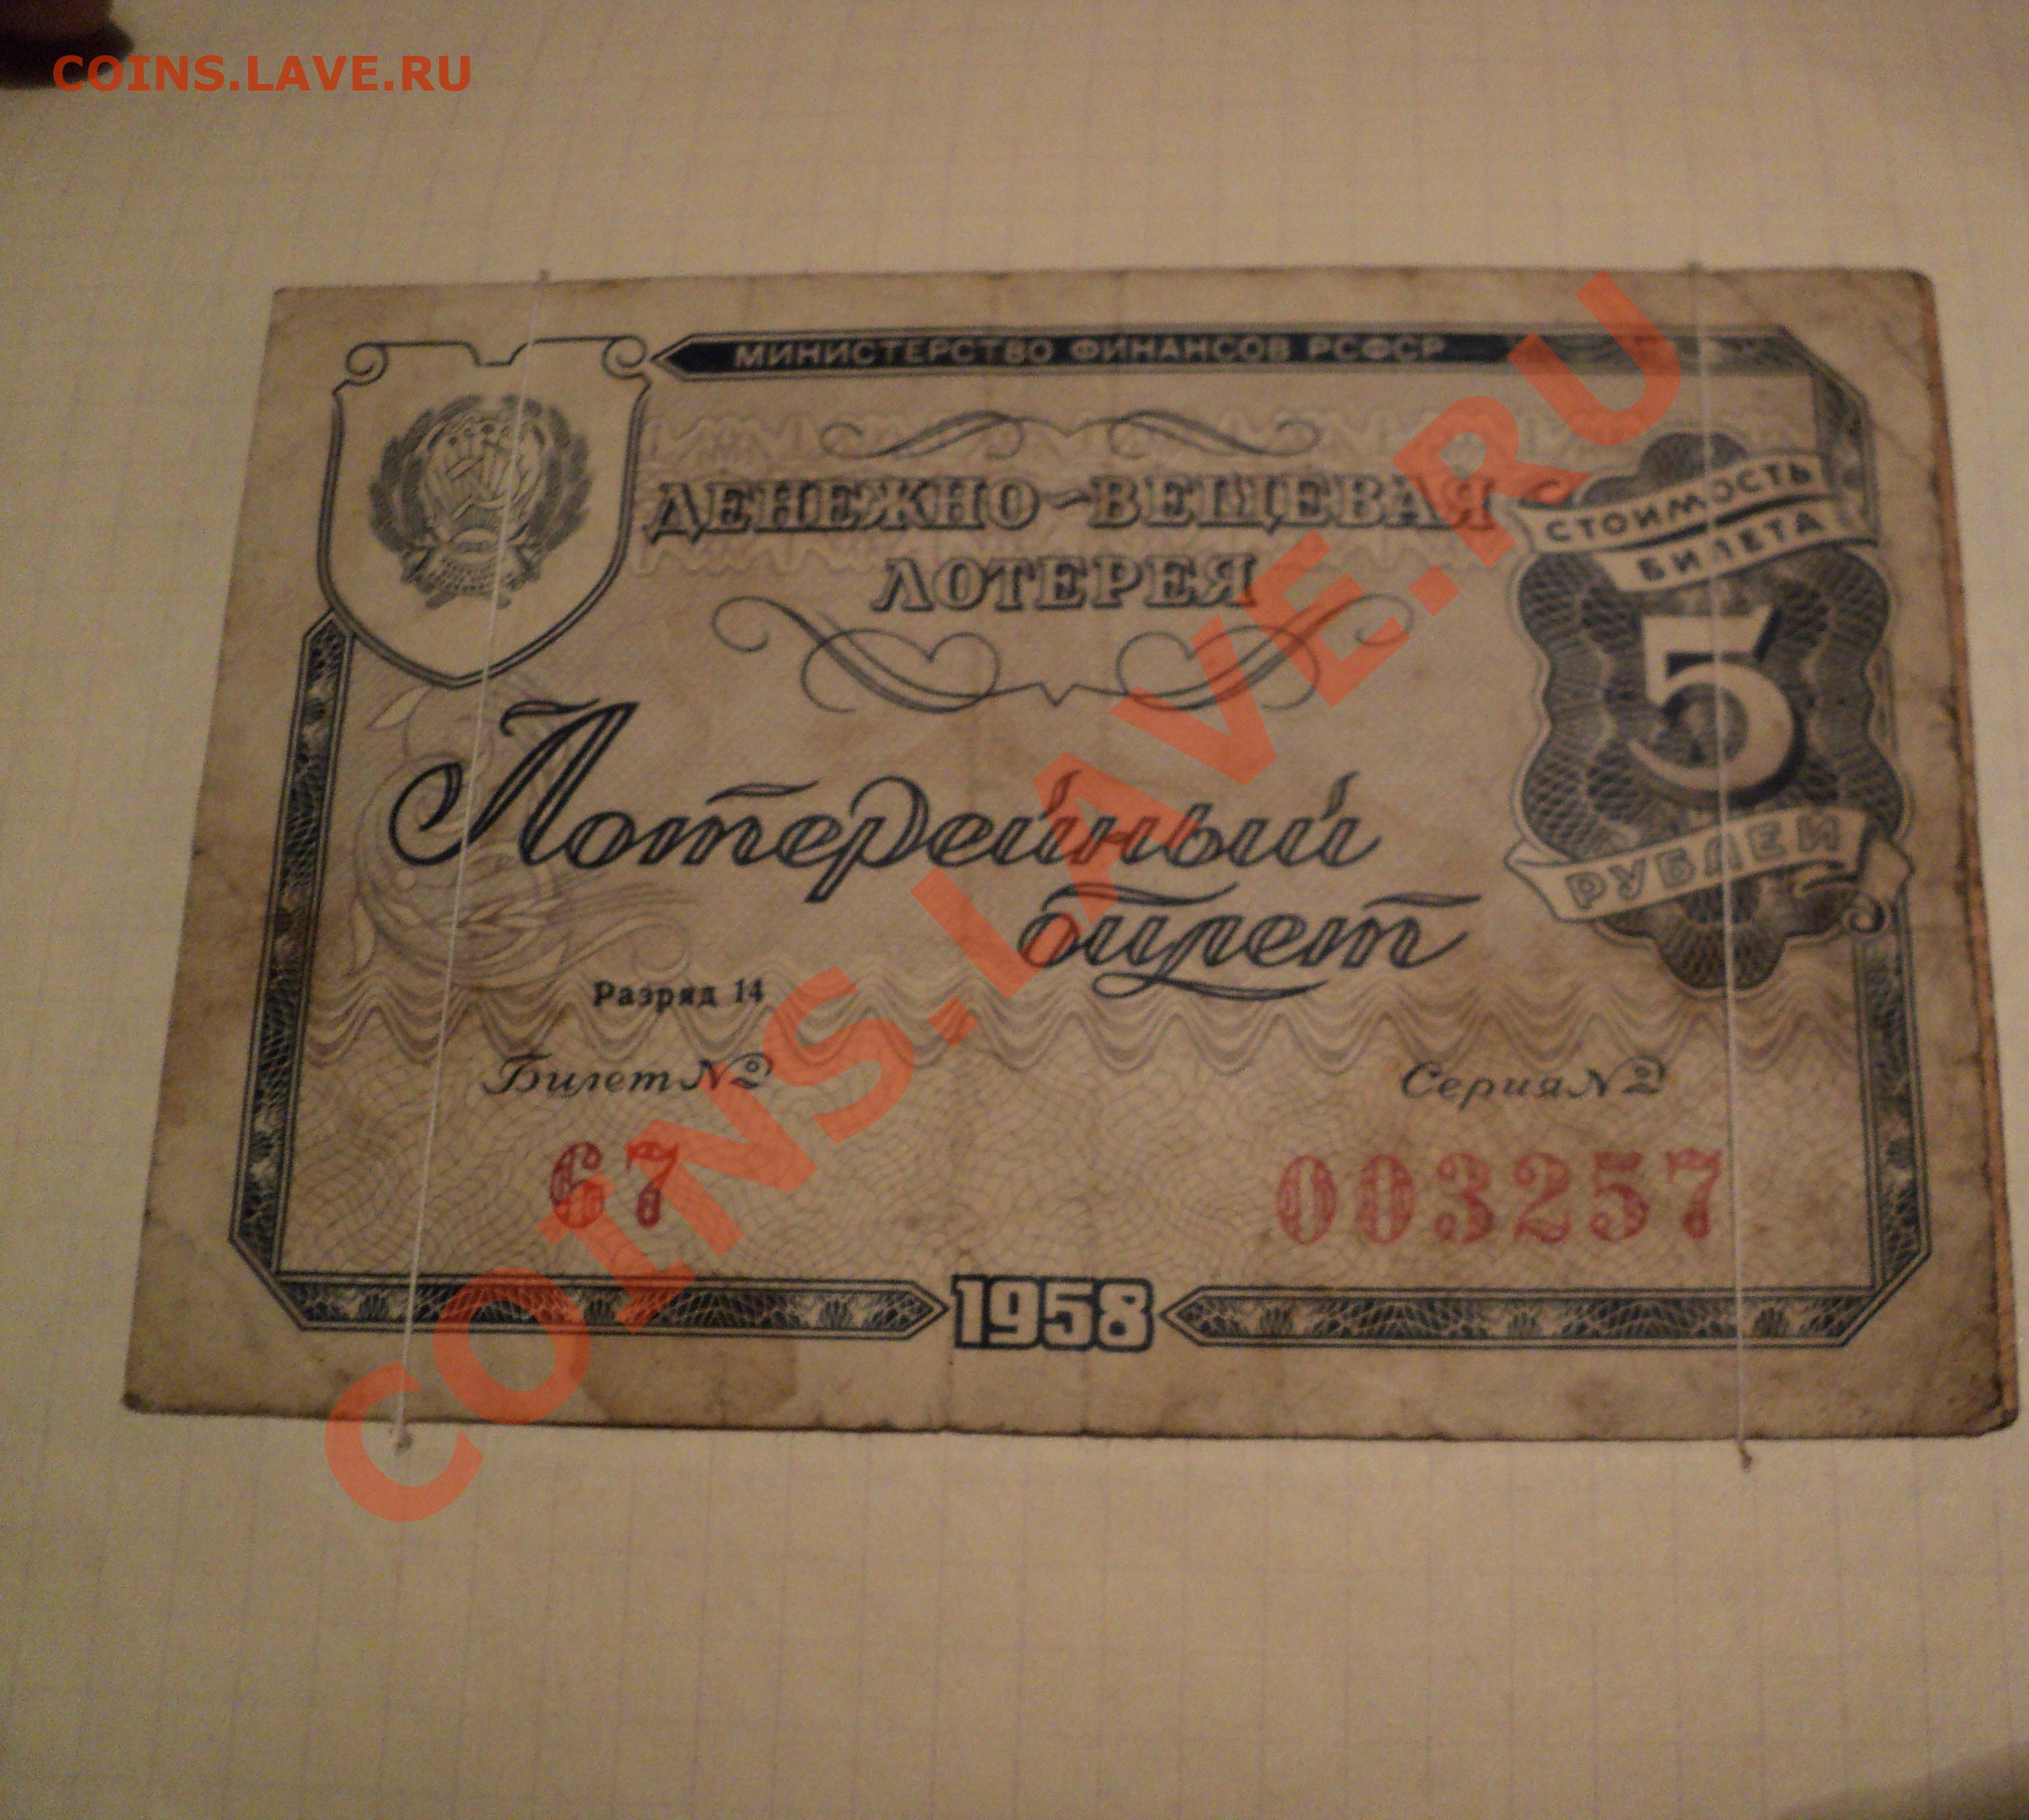 COINS.LAVE.RU
МИНИСТЕРСТВО ФИНАНСОВ РСФСР
ДЕНЕЖНО-ВЕЩЕВАЯ
ЛОТЕРЕЯ
СТОИМОСТЬ
БИЛЕТА
5
РУБЛЕЙ
Лотерейный
билет
Разряд 14
Билет № Серия №
67 003257
1958
COINS.LAVE.RU